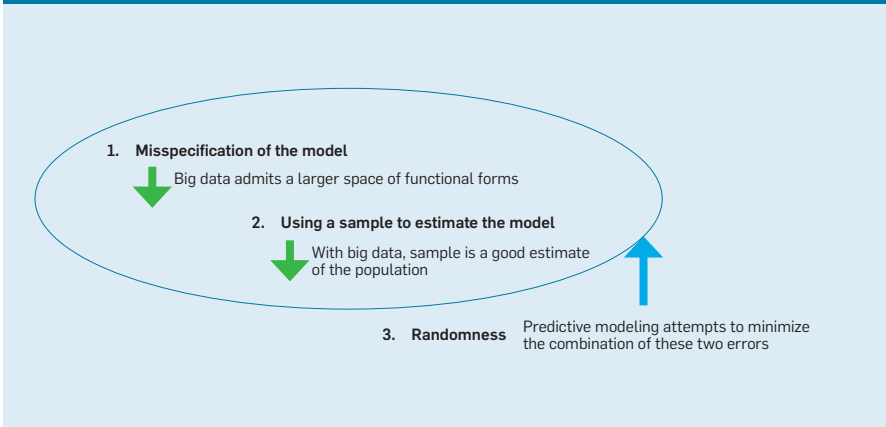 1. Misspecification of the model
Big data admits a larger space of functional forms
2. Using a sample to estimate the model
With big data, sample is a good estimate
of the population
3. Randomness
Predictive modeling attempts to minimize
the combination of these two errors